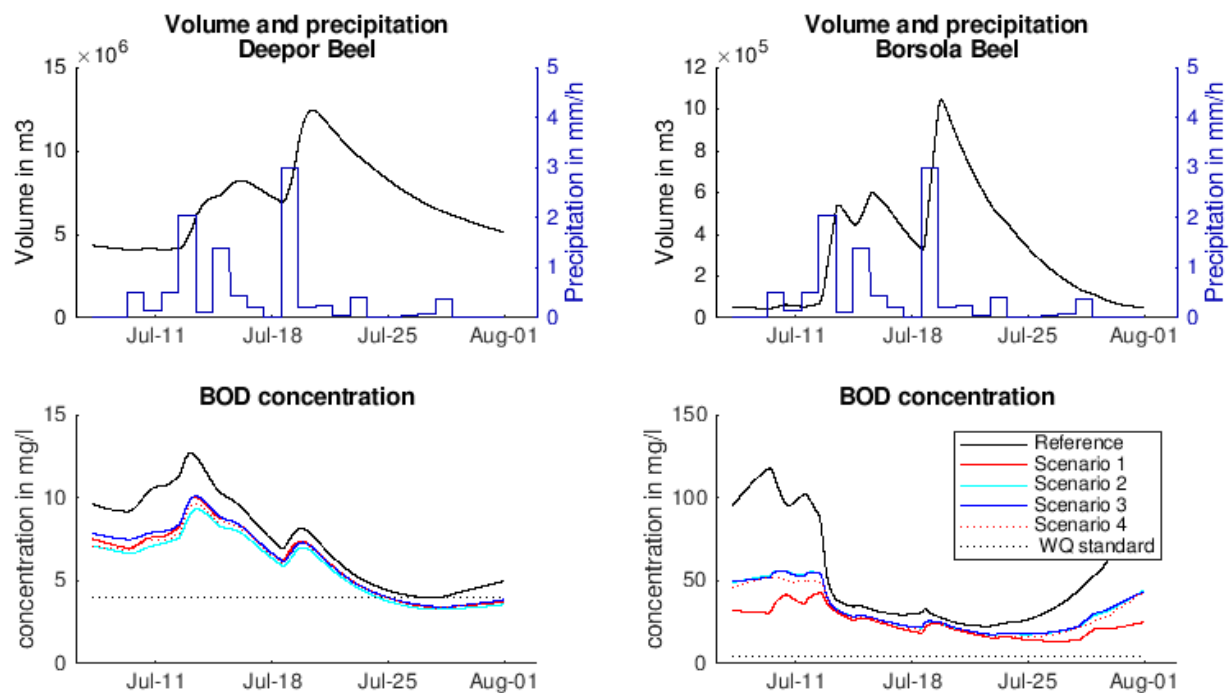 Volume and precipitation
Deepor Beel
× 10^6
15
10
5
0
Volume in m3
5
4
3
2
1
0
Precipitation in mm/h
Jul-11
Jul-18
Jul-25
Aug-01
Volume and precipitation
Borsola Beel
× 10^5
12
10
8
6
4
2
0
Volume in m3
5
4
3
2
1
0
Precipitation in mm/h
Jul-11
Jul-18
Jul-25
Aug-01
BOD concentration
15
10
5
0
concentration in mg/l
Jul-11
Jul-18
Jul-25
Aug-01
BOD concentration
150
100
50
0
concentration in mg/l
Jul-11
Jul-18
Jul-25
Aug-01
Reference
Scenario 1
Scenario 2
Scenario 3
Scenario 4
WQ standard